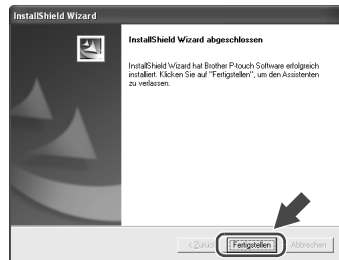 InstallShield Wizard
InstallShield Wizard abgeschlossen
InstallShield Wizard hat Brother P-touch Software erfolgreich
installiert. Klicken Sie auf "Fertigstellen", um den Assistenten
zu verlassen.
< Zurück Fertigstellen Abbrechen